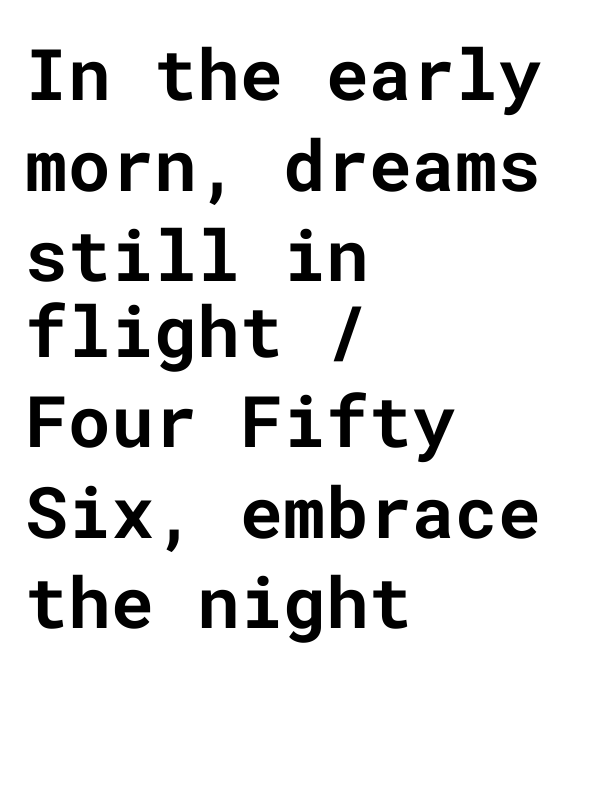 In the early
morn, dreams
still in
flight /
Four Fifty
Six, embrace
the night